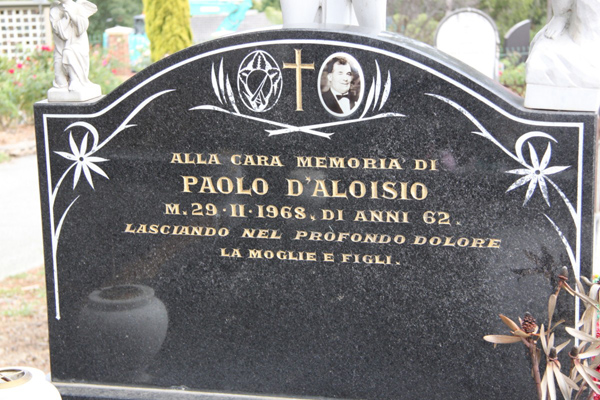 ALLA CARA MEMORIA DI
PAOLO D'ALOISIO
M. 29·11·1968. DI ANNI 62.
LASCIANDO NEL PROFONDO DOLORE
LA MOGLIE E FIGLI.